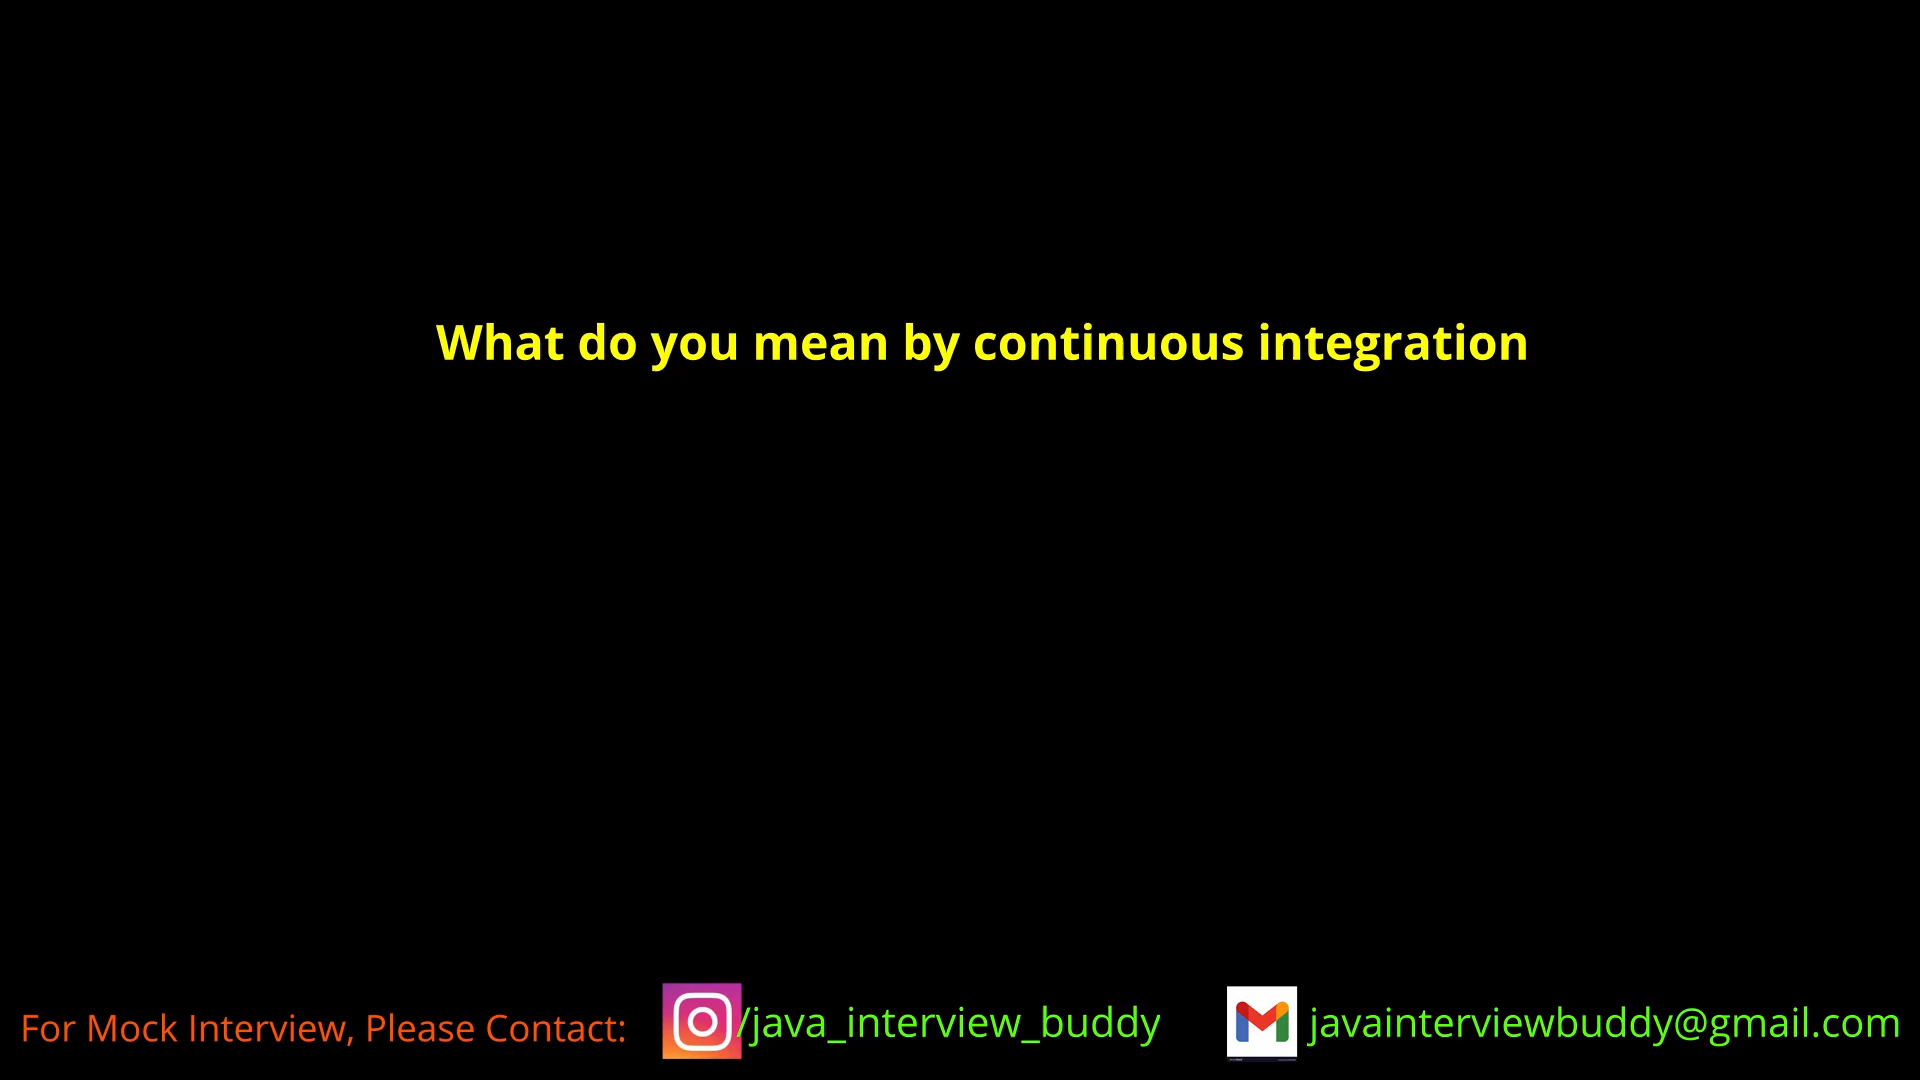 What do you mean by continuous integration
For Mock Interview, Please Contact: /java_interview_buddy javainterviewbuddy@gmail.com